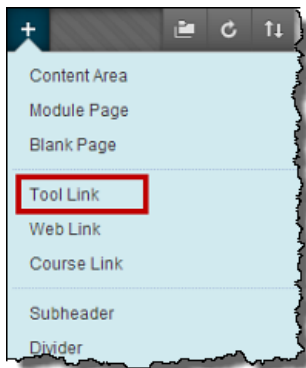 Content Area
Module Page
Blank Page
Tool Link
Web Link
Course Link
Subheader
Divider